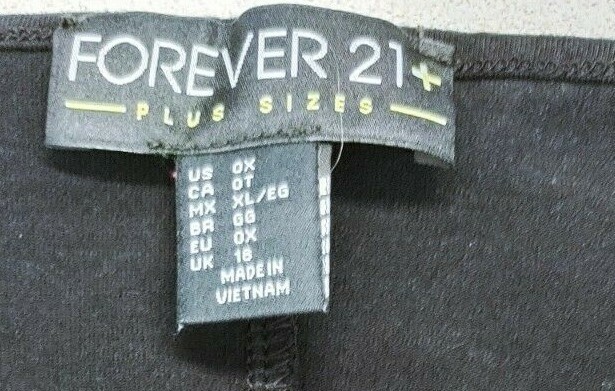 FOREVER 21+
PLUS SIZES
US 0X
CA 0T
MX XL/EG
BR GG
EU 0X
UK 16
MADE IN
VIETNAM